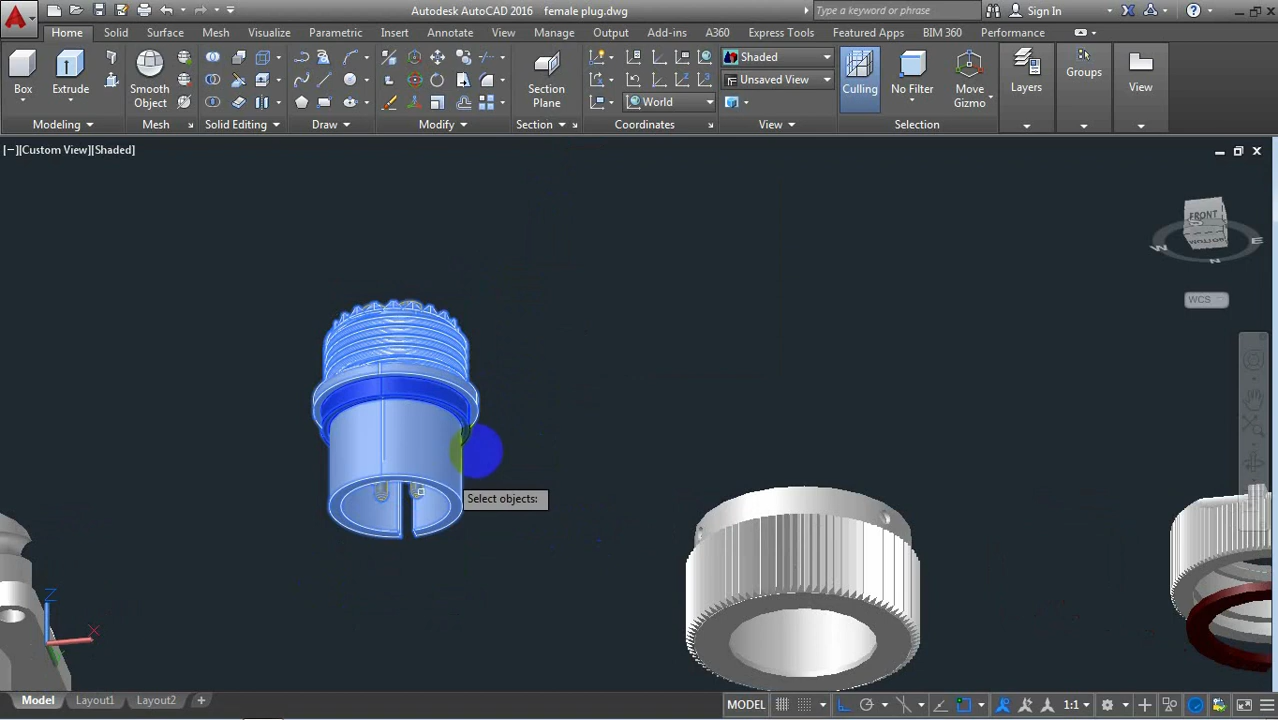 Autodesk AutoCAD 2016 female plug.dwg
Type a keyword or phrase
Sign In
Home Solid Surface Mesh Visualize Parametric Insert Annotate View Manage Output Add-ins A360 Express Tools Featured Apps BIM 360 Performance
Box
Extrude
Smooth Object
Section Plane
Shaded
Unsaved View
World
Culling
No Filter
Move Gizmo
Layers
Groups
View
Modeling Mesh Solid Editing Draw Modify Section Coordinates View Selection
[−][Custom View][Shaded]
FRONT
W
S
E
N
WCS
Select objects:
Z
X
Model Layout1 Layout2
MODEL
1:1